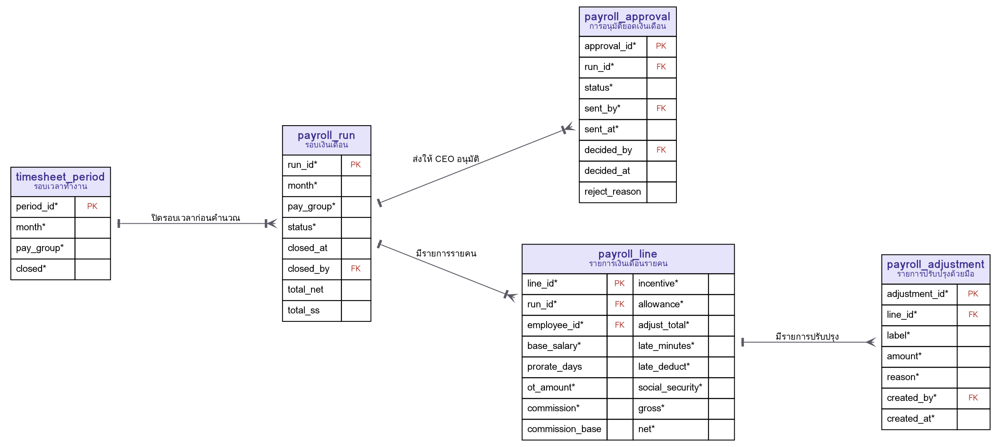 timesheet_period
รอบเวลาทำงาน
period_id* PK
month*
pay_group*
closed*
ปิดรอบเวลาก่อนคำนวณ
payroll_run
รอบเงินเดือน
run_id* PK
month*
pay_group*
status*
closed_at
closed_by FK
total_net
total_ss
ส่งให้ CEO อนุมัติ
มีรายการรายคน
payroll_approval
การอนุมัติยอดเงินเดือน
approval_id* PK
run_id* FK
status*
sent_by* FK
sent_at*
decided_by FK
decided_at
reject_reason
payroll_line
รายการเงินเดือนรายคน
line_id* PK incentive*
run_id* FK allowance*
employee_id* FK adjust_total*
base_salary* late_minutes*
prorate_days late_deduct*
ot_amount* social_security*
commission* gross*
commission_base net*
มีรายการปรับปรุง
payroll_adjustment
รายการปรับปรุงด้วยมือ
adjustment_id* PK
line_id* FK
label*
amount*
reason*
created_by* FK
created_at*